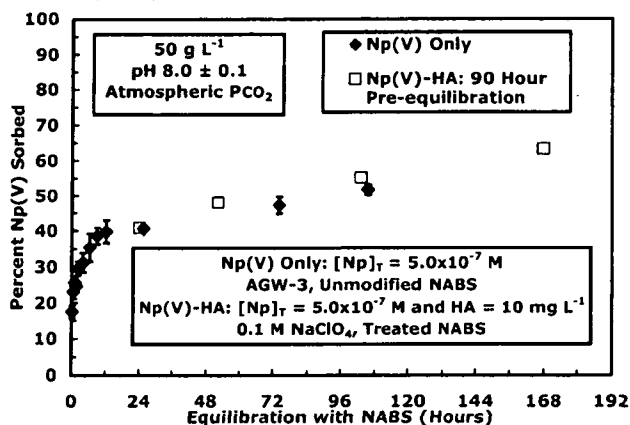 100
90
80
70
60
50
40
30
20
10
0
Percent Np(V) Sorbed
50 g L⁻¹
pH 8.0 ± 0.1
Atmospheric PCO₂
Np(V) Only
Np(V)-HA: 90 Hour
Pre-equilibration
Np(V) Only: [Np]T = 5.0x10⁻⁷ M
AGW-3, Unmodified NABS
Np(V)-HA: [Np]T = 5.0x10⁻⁷ M and HA = 10 mg L⁻¹
0.1 M NaClO₄, Treated NABS
0 24 48 72 96 120 144 168 192
Equilibration with NABS (Hours)